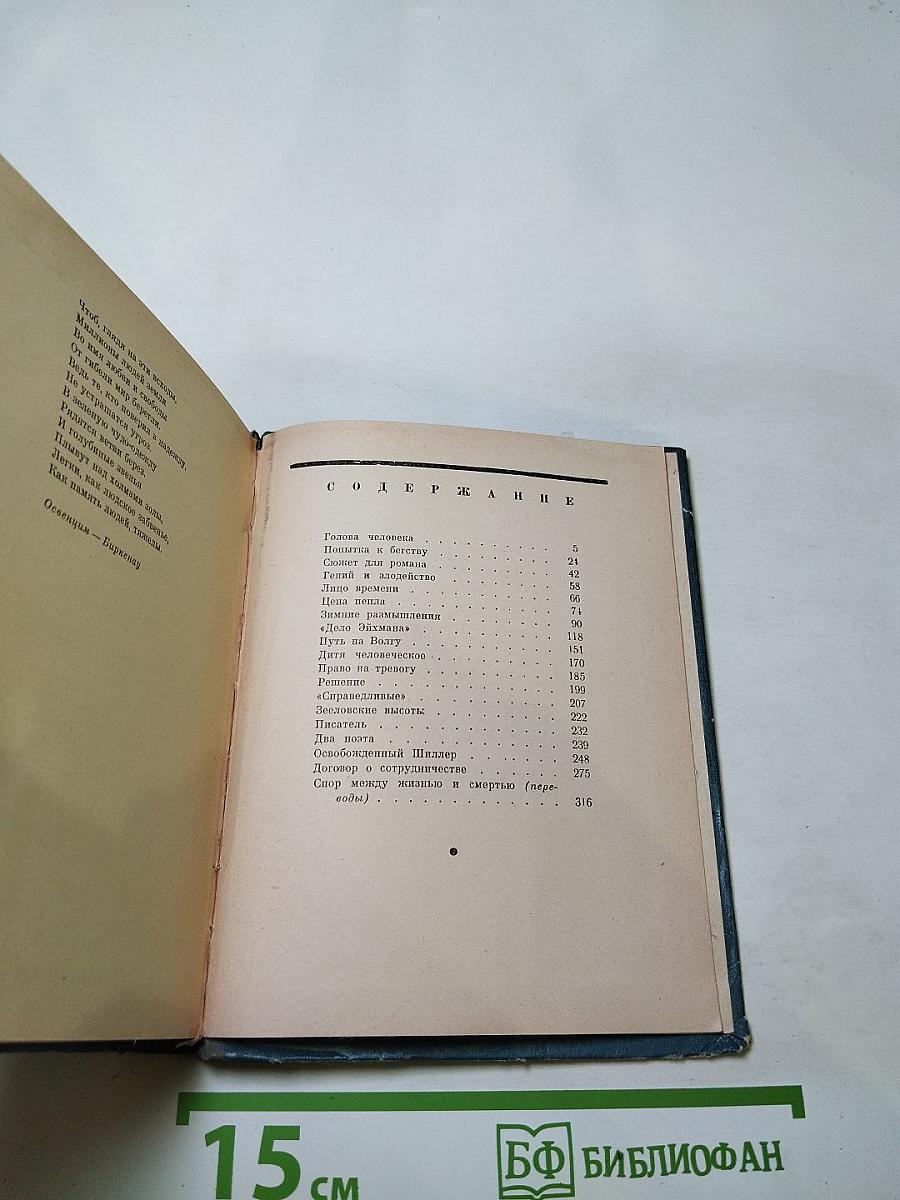 Чтоб, глядя на эти всходы,
Миллионы людей земли
Во имя любви и свободы
От гибели мир берегли.
Ведь те, кто поверил в надежду,
Не устрашатся угроз.
В зеленую чудо-одежду
Рядятся ветви берез,
И голубиные звенья
Плывут над холмами золы,
Легки, как людское забвенье,
Как память людей, тяжелы.
Освенцим — Биркенау
СОДЕРЖАНИЕ
Голова человека . . . . . . . . . . 5
Попытка к бегству . . . . . . . . . 24
Сюжет для романа . . . . . . . . . 42
Гений и злодейство . . . . . . . . 58
Лицо времени . . . . . . . . . . . 66
Цена пепла . . . . . . . . . . . . 74
Зимние размышления . . . . . . . . 90
«Дело Эйхмана» . . . . . . . . . . 118
Путь на Волгу . . . . . . . . . . 151
Дитя человеческое . . . . . . . . 170
Право на тревогу . . . . . . . . . 185
Решение . . . . . . . . . . . . . 199
«Справедливые» . . . . . . . . . . 207
Зееловские высоты . . . . . . . . 222
Писатель . . . . . . . . . . . . . 232
Два поэта . . . . . . . . . . . . 239
Освобожденный Шиллер . . . . . . . 248
Договор о сотрудничестве . . . . . 275
Спор между жизнью и смертью (пере-
воды) . . . . . . . . . . . . . 316
15 см
БФ БИБЛИОФАН